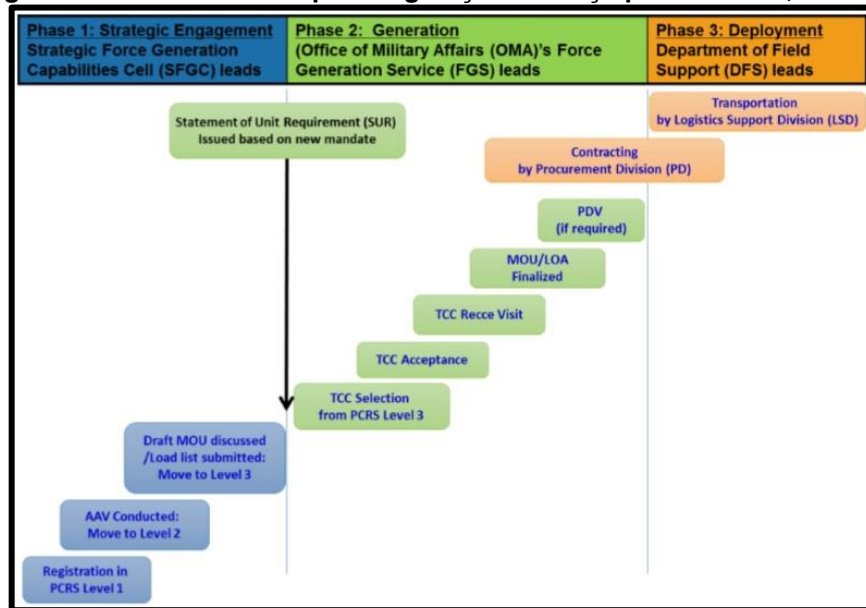 Phase 1: Strategic Engagement
Strategic Force Generation
Capabilities Cell (SFGC) leads
Phase 2: Generation
(Office of Military Affairs (OMA)'s Force
Generation Service (FGS) leads
Phase 3: Deployment
Department of Field
Support (DFS) leads
Transportation
by Logistics Support Division (LSD)
Statement of Unit Requirement (SUR)
Issued based on new mandate
Contracting
by Procurement Division (PD)
PDV
(if required)
MOU/LOA
Finalized
TCC Recce Visit
TCC Acceptance
TCC Selection
from PCRS Level 3
Draft MOU discussed
/Load list submitted:
Move to Level 3
AAV Conducted:
Move to Level 2
Registration in
PCRS Level 1